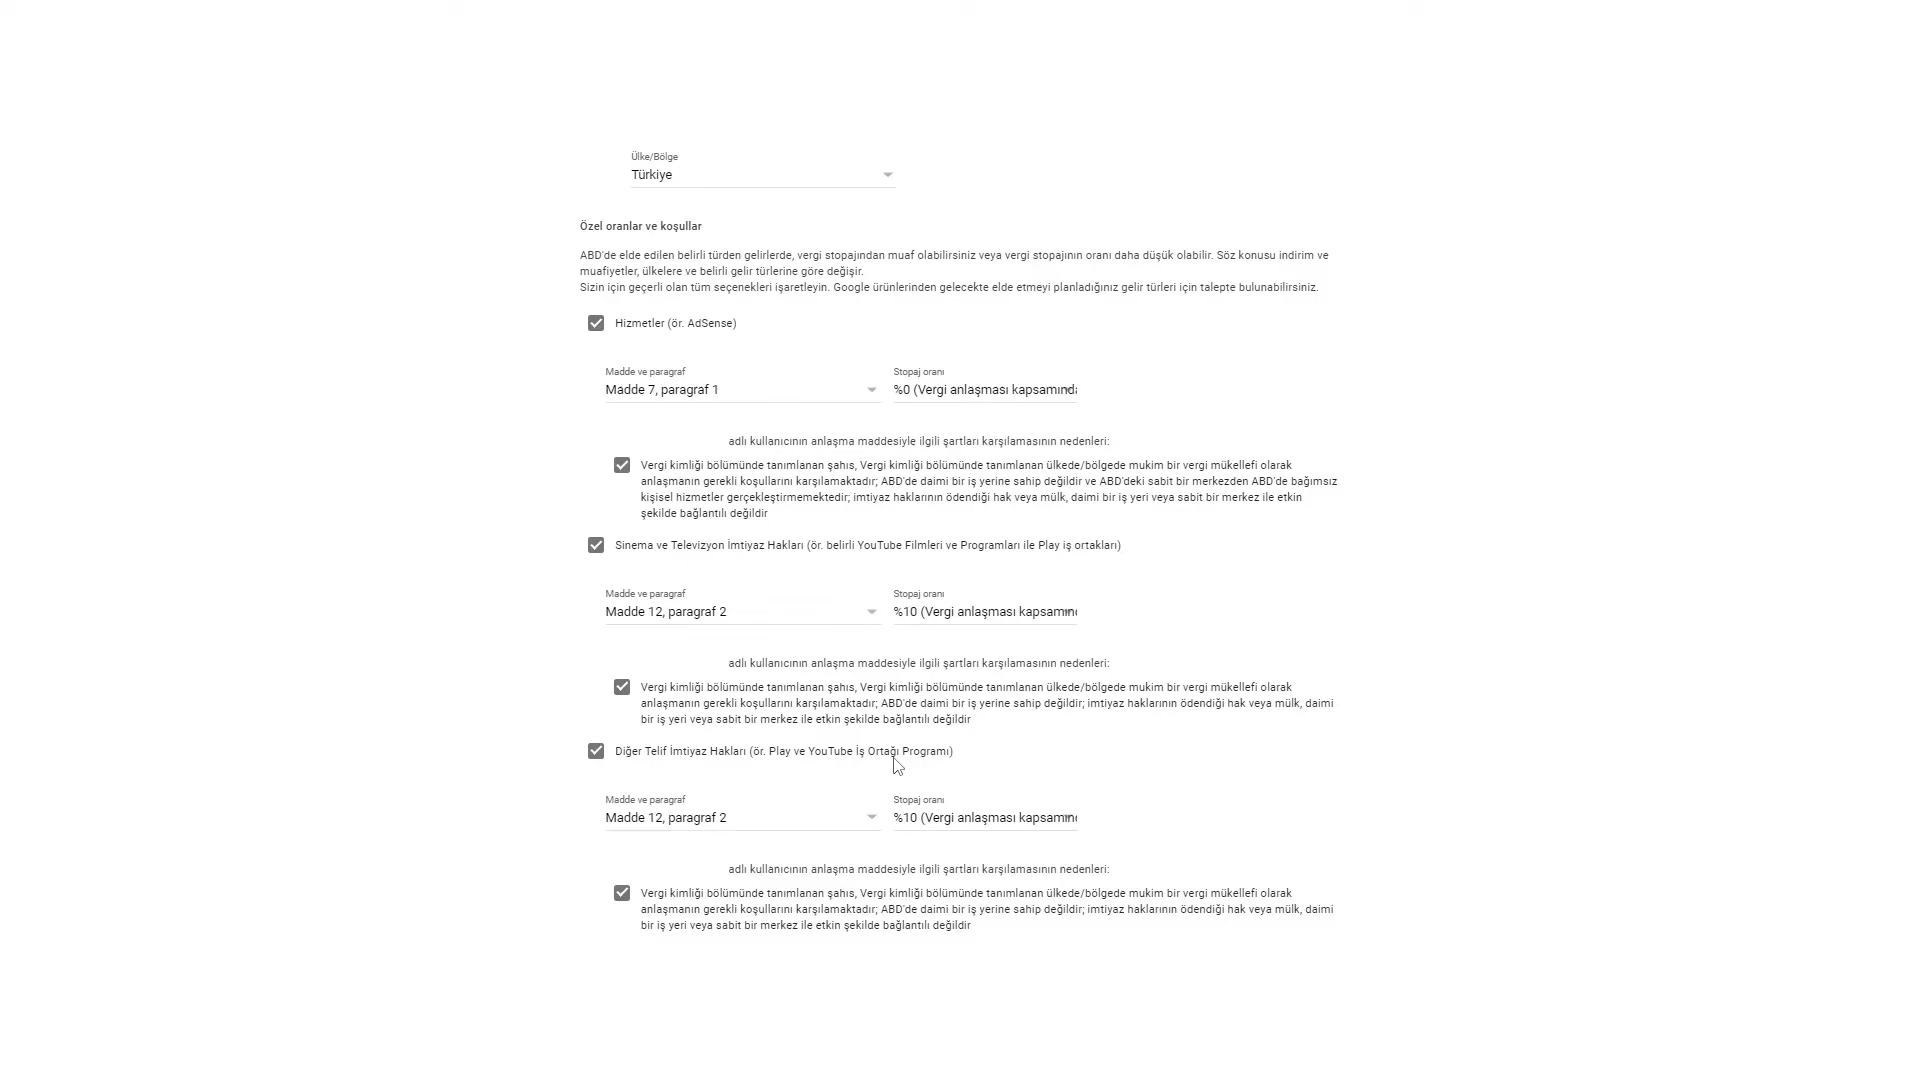 Ülke/Bölge
Türkiye
Özel oranlar ve koşullar
ABD'de elde edilen belirli türden gelirlerde, vergi stopajından muaf olabilirsiniz veya vergi stopajının oranı daha düşük olabilir. Söz konusu indirim ve
muafiyetler, ülkelere ve belirli gelir türlerine göre değişir.
Sizin için geçerli olan tüm seçenekleri işaretleyin. Google ürünlerinden gelecekte elde etmeyi planladığınız gelir türleri için talepte bulunabilirsiniz.
Hizmetler (ör. AdSense)
Madde ve paragraf
Stopaj oranı
Madde 7, paragraf 1
%0 (Vergi anlaşması kapsamında
adlı kullanıcının anlaşma maddesiyle ilgili şartları karşılamasının nedenleri:
Vergi kimliği bölümünde tanımlanan şahıs, Vergi kimliği bölümünde tanımlanan ülkede/bölgede mukim bir vergi mükellefi olarak
anlaşmanın gerekli koşullarını karşılamaktadır; ABD'de daimi bir iş yerine sahip değildir ve ABD'deki sabit bir merkezden ABD'de bağımsız
kişisel hizmetler gerçekleştirmemektedir; imtiyaz haklarının ödendiği hak veya mülk, daimi bir iş yeri veya sabit bir merkez ile etkin
şekilde bağlantılı değildir
Sinema ve Televizyon İmtiyaz Hakları (ör. belirli YouTube Filmleri ve Programları ile Play iş ortakları)
Madde ve paragraf
Stopaj oranı
Madde 12, paragraf 2
%10 (Vergi anlaşması
adlı kullanıcının anlaşma maddesiyle ilgili şartları karşılamasının nedenleri:
Vergi kimliği bölümünde tanımlanan şahıs, Vergi kimliği bölümünde tanımlanan ülkede/bölgede mukim bir vergi mükellefi olarak
anlaşmanın gerekli koşullarını karşılamaktadır; ABD'de daimi bir iş yerine sahip değildir; imtiyaz haklarının ödendiği hak veya mülk, daimi
bir iş yeri veya sabit bir merkez ile etkin şekilde bağlantılı değildir
Diğer Telif İmtiyaz Hakları (ör. Play ve YouTube İş Ortağı Programı)
Madde ve paragraf
Stopaj oranı
Madde 12, paragraf 2
%10 (Vergi anlaşması
adlı kullanıcının anlaşma maddesiyle ilgili şartları karşılamasının nedenleri:
Vergi kimliği bölümünde tanımlanan şahıs, Vergi kimliği bölümünde tanımlanan ülkede/bölgede mukim bir vergi mükellefi olarak
anlaşmanın gerekli koşullarını karşılamaktadır; ABD'de daimi bir iş yerine sahip değildir; imtiyaz haklarının ödendiği hak veya mülk, daimi
bir iş yeri veya sabit bir merkez ile etkin şekilde bağlantılı değildir